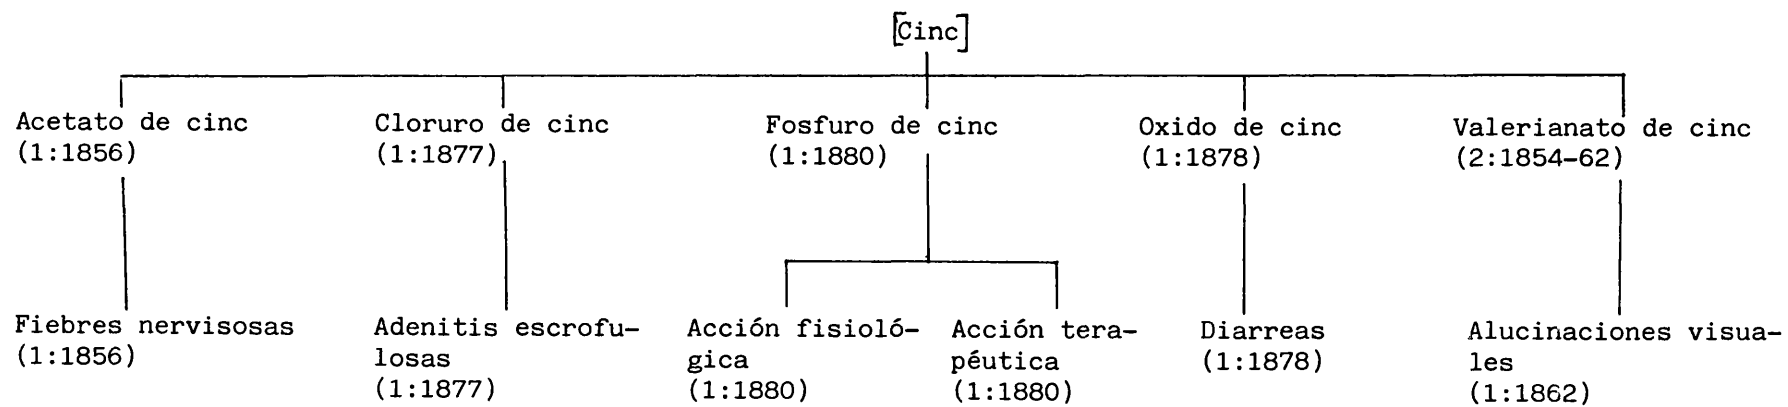 [Cinc]
Acetato de cinc
(1:1856)
Cloruro de cinc
(1:1877)
Fosfuro de cinc
(1:1880)
Oxido de cinc
(1:1878)
Valerianato de cinc
(2:1854-62)
Fiebres nervisosas
(1:1856)
Adenitis escrofu-
losas
(1:1877)
Acción fisioló-
gica
(1:1880)
Acción tera-
péutica
(1:1880)
Diarreas
(1:1878)
Alucinaciones visua-
les
(1:1862)